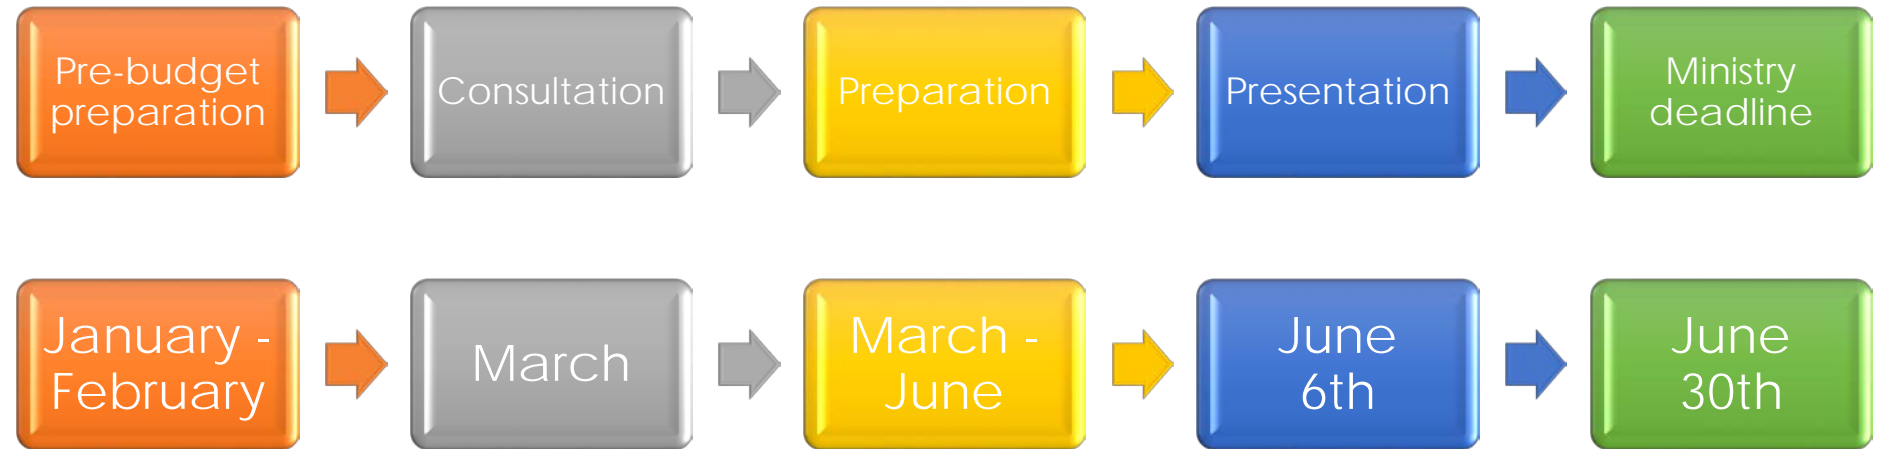 Pre-budget
preparation
Consultation
Preparation
Presentation
Ministry
deadline
January -
February
March
March -
June
June
6th
June
30th